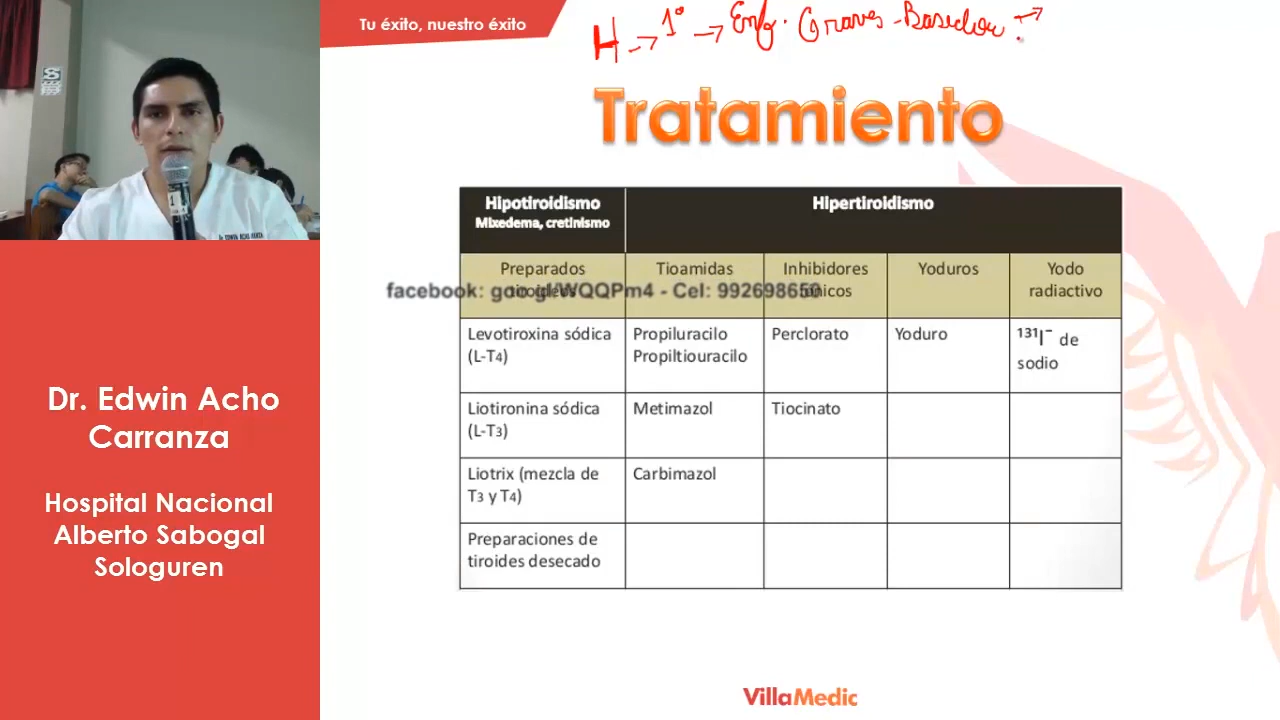 Tu éxito, nuestro éxito
H → 1° → Enf. Graves-Basedow →
Tratamiento
Hipotiroidismo
Mixedema, cretinismo
Hipertiroidismo
Preparados
Tioamidas
Inhibidores
Yoduros
Yodo
radiactivo
facebook: goo.gl/WQQPm4 - Cel: 992698650
Levotiroxina sódica
(L-T4)
Propiluracilo
Propiltiouracilo
Perclorato
Yoduro
¹³¹I⁻ de
sodio
Liotironina sódica
(L-T3)
Metimazol
Tiocinato
Liotrix (mezcla de
T3 y T4)
Carbimazol
Preparaciones de
tiroides desecado
Dr. Edwin Acho
Carranza
Hospital Nacional
Alberto Sabogal
Sologuren
VillaMedic